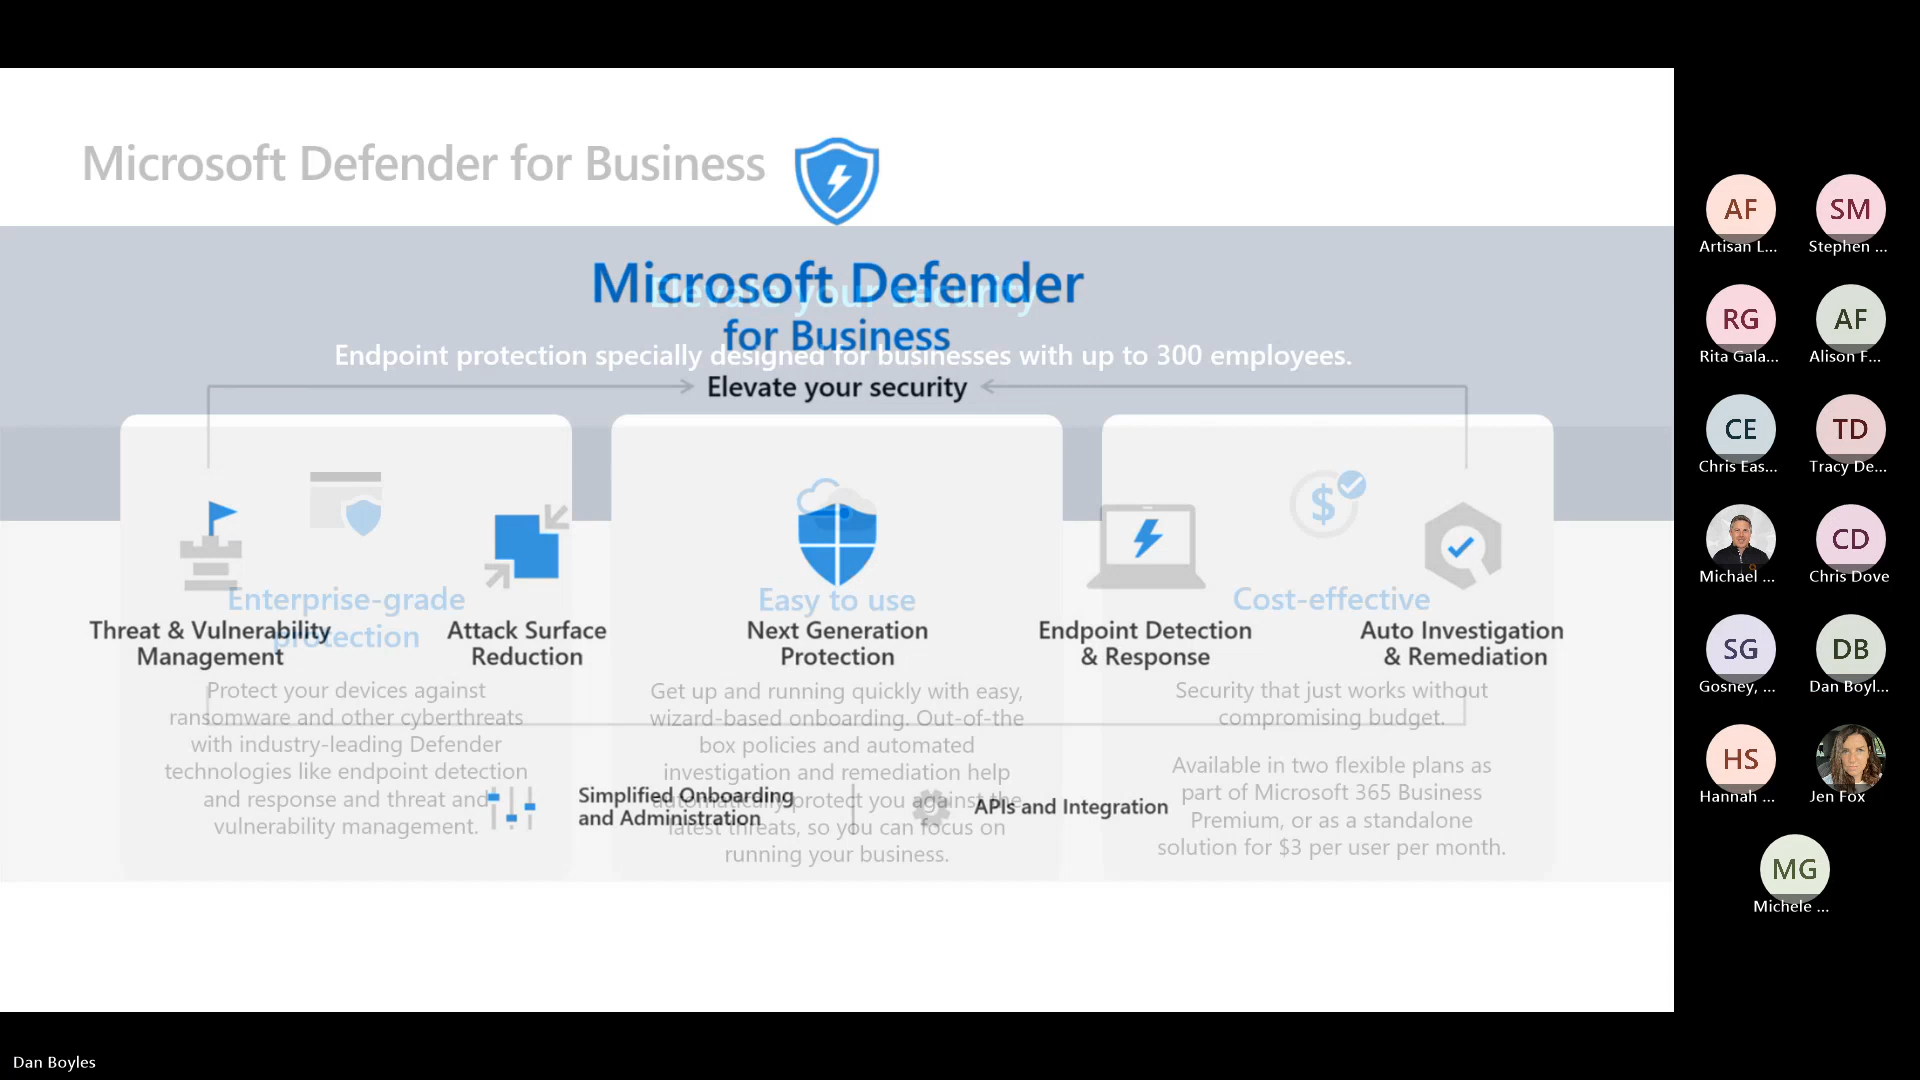 Microsoft Defender for Business
Microsoft Defender
for Business
Elevate your security
Endpoint protection specially designed for businesses with up to 300 employees.
Elevate your security
Enterprise-grade
protection
Protect your devices against
ransomware and other cyberthreats
with industry-leading Defender
technologies like endpoint detection
and response and threat and
vulnerability management.
Easy to use
Get up and running quickly with easy,
wizard-based onboarding. Out-of-the
box policies and automated
investigation and remediation help
automatically protect you against the
latest threats, so you can focus on
running your business.
Cost-effective
Security that just works without
compromising budget.
Available in two flexible plans as
part of Microsoft 365 Business
Premium, or as a standalone
solution for $3 per user per month.
Threat & Vulnerability
Management
Attack Surface
Reduction
Next Generation
Protection
Endpoint Detection
& Response
Auto Investigation
& Remediation
Simplified Onboarding
and Administration
APIs and Integration
AF
Artisan L...
SM
Stephen ...
RG
Rita Gala...
AF
Alison F...
CE
Chris Eas...
TD
Tracy De...
Michael ...
CD
Chris Dove
SG
Gosney, ...
DB
Dan Boyl...
HS
Hannah ...
Jen Fox
MG
Michele ...
Dan Boyles